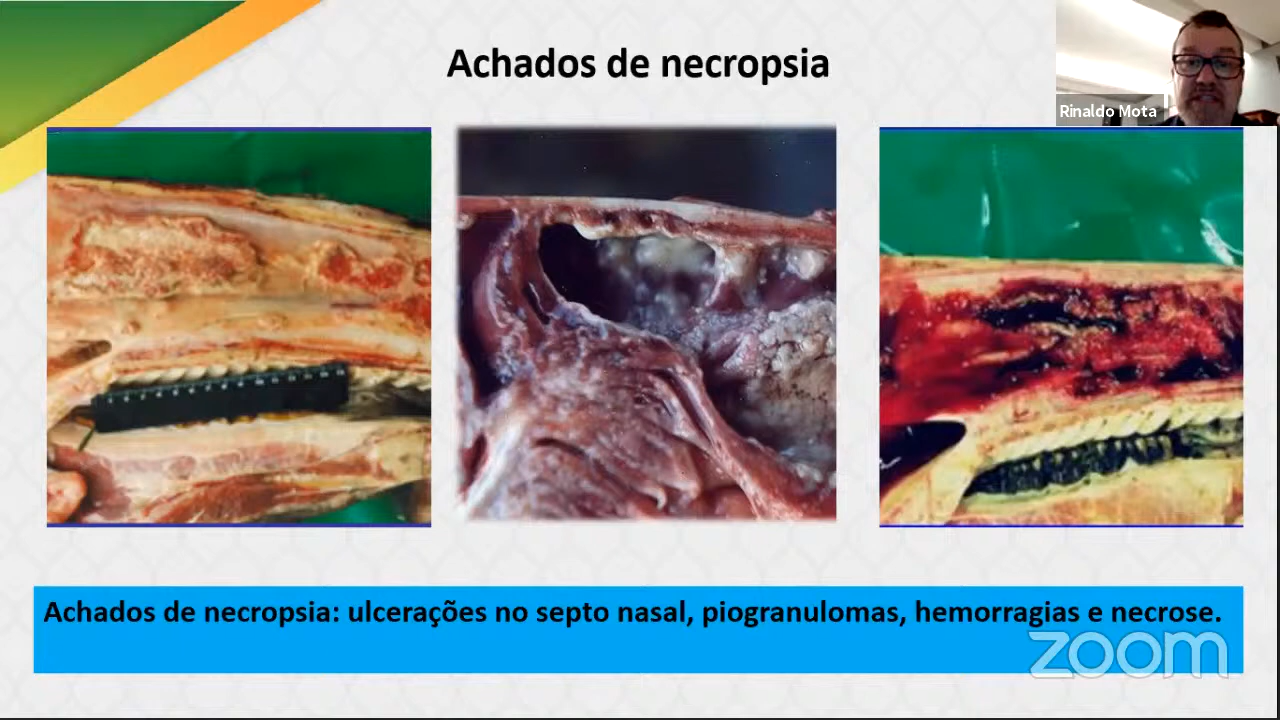 Achados de necropsia
Rinaldo Mota
Achados de necropsia: ulcerações no septo nasal, piogranulomas, hemorragias e necrose.
zoom